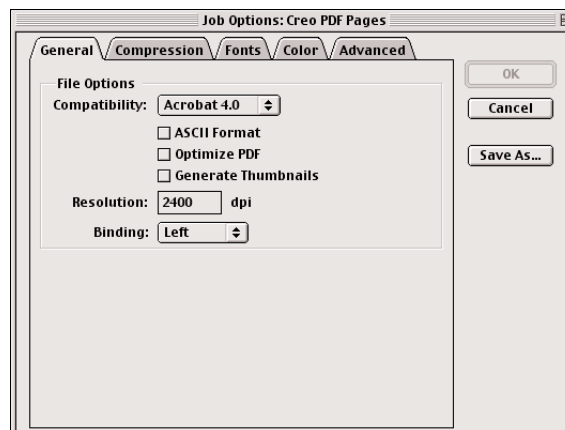 Job Options: Creo PDF Pages
General Compression Fonts Color Advanced
File Options
Compatibility: Acrobat 4.0
ASCII Format
Optimize PDF
Generate Thumbnails
Resolution: 2400 dpi
Binding: Left
OK
Cancel
Save As...